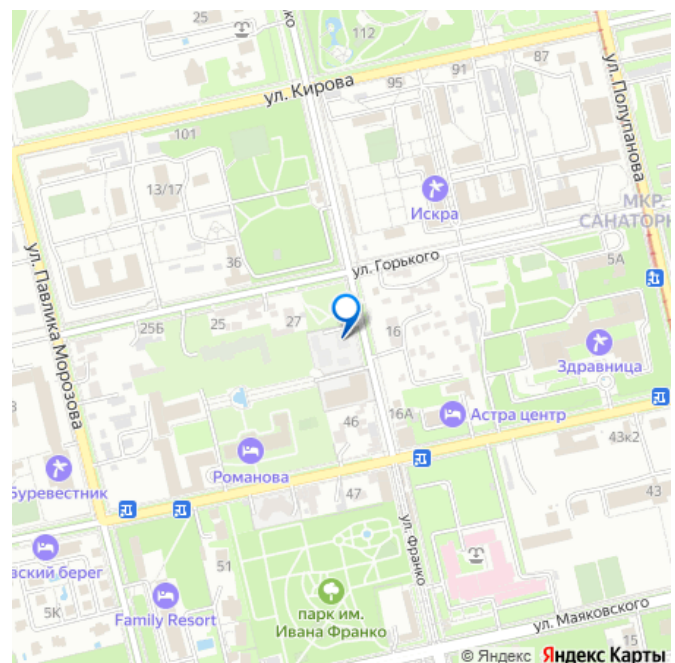 25
ко
112
ул. Кирова
95
91
87
ул. Полупанова
101
13/17
Искра
МКР.
САНАТОРН
36
ул. Горького
5А
ул. Павлика Морозова
25Б
25
27
16
Здравница
16А
Астра центр
46
43к2
Романова
3
Буревестник
47
43
ул. Франко
вский берег
51
5К
Family Resort
парк им.
Ивана Франко
ул. Маяковского
15
© Яндекс Яндекс Карты